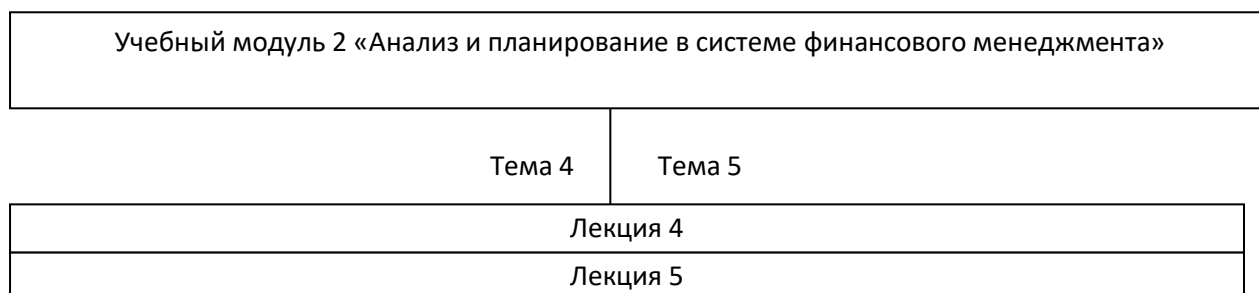 Учебный модуль 2 «Анализ и планирование в системе финансового менеджмента»
Тема 4 Тема 5
Лекция 4
Лекция 5